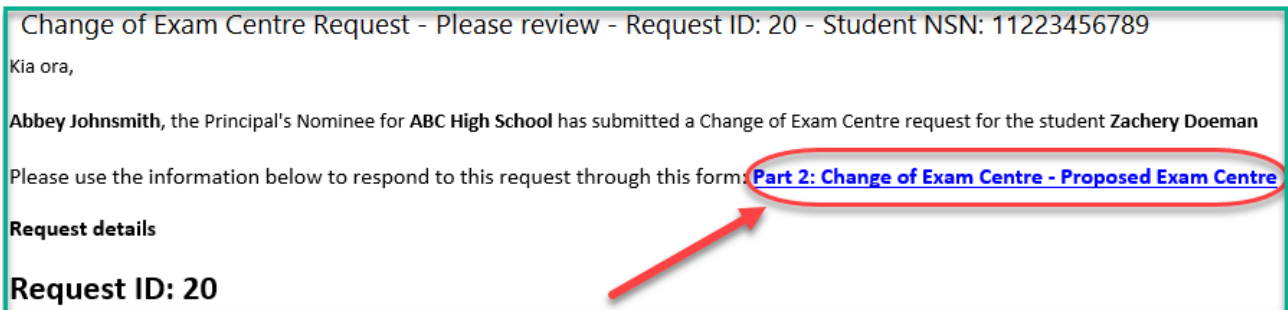 Change of Exam Centre Request - Please review - Request ID: 20 - Student NSN: 11223456789
Kia ora,
Abbey Johnsmith, the Principal's Nominee for ABC High School has submitted a Change of Exam Centre request for the student Zachery Doeman
Please use the information below to respond to this request through this form: Part 2: Change of Exam Centre - Proposed Exam Centre
Request details
Request ID: 20